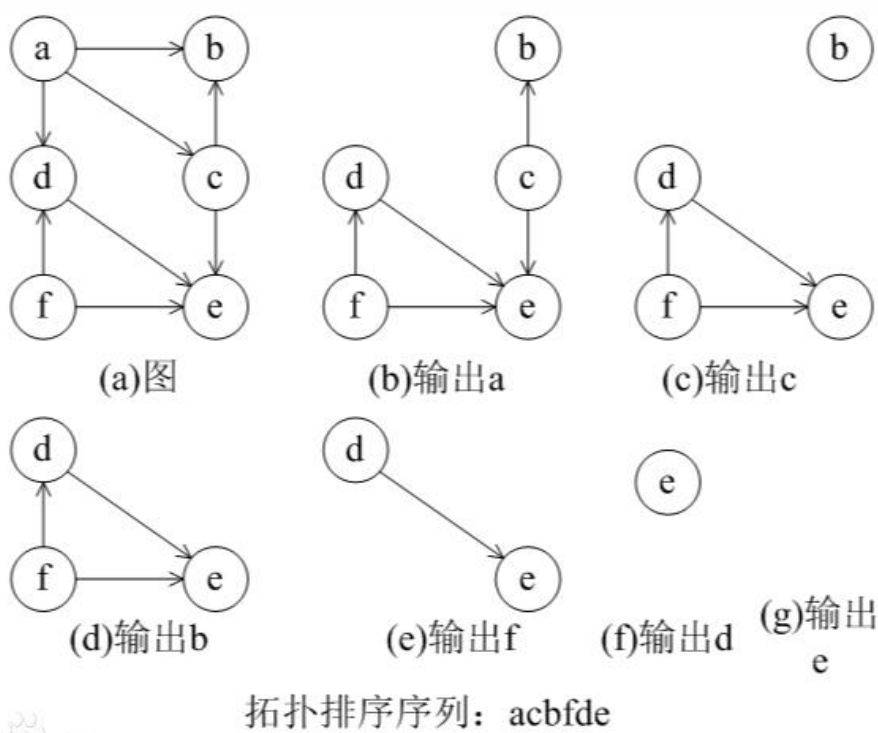 a b b b
d c d c d
f e f e f e
(a)图 (b)输出a (c)输出c
d d e
f e e
(d)输出b (e)输出f (f)输出d (g)输出
e
拓扑排序序列：acbfde